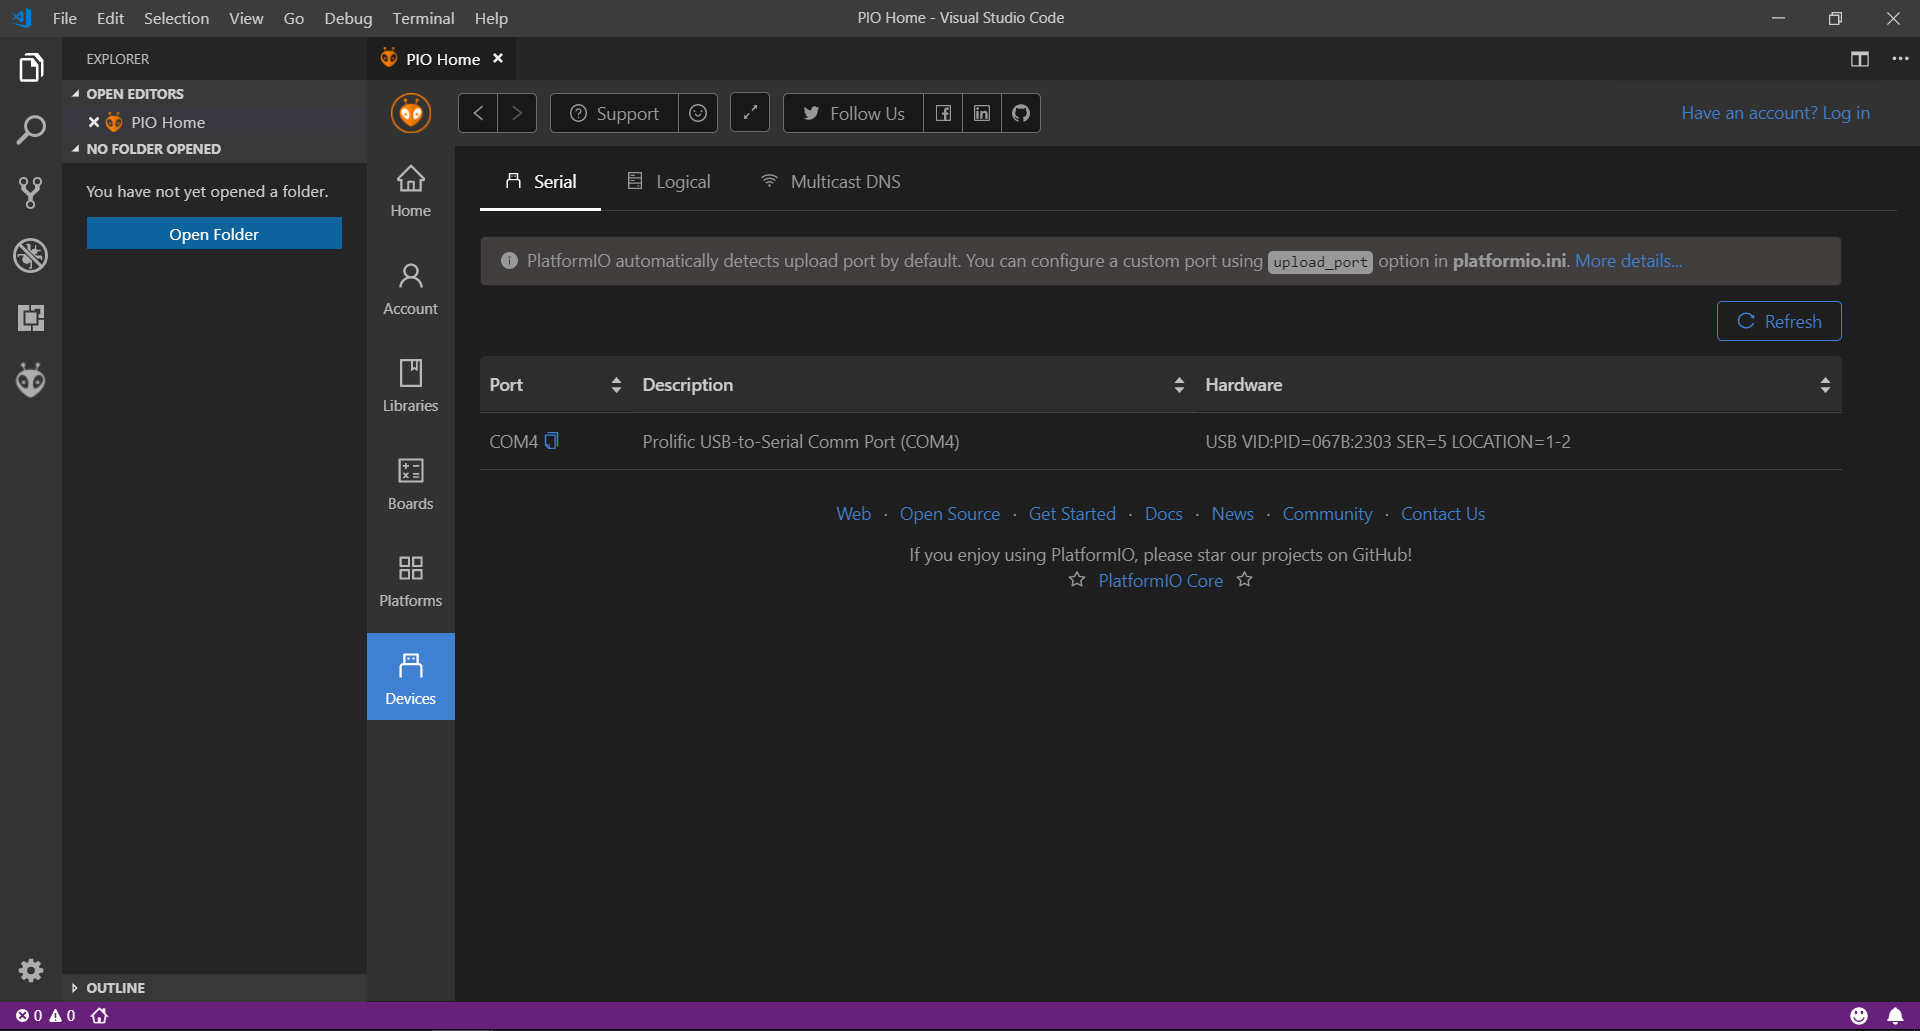 File Edit Selection View Go Debug Terminal Help PIO Home - Visual Studio Code
EXPLORER
OPEN EDITORS
PIO Home
NO FOLDER OPENED
You have not yet opened a folder.
Open Folder
OUTLINE
PIO Home
Support Follow Us Have an account? Log in
Home
Account
Libraries
Boards
Platforms
Devices
Serial Logical Multicast DNS
PlatformIO automatically detects upload port by default. You can configure a custom port using upload_port option in platformio.ini. More details...
Refresh
Port Description Hardware
COM4 Prolific USB-to-Serial Comm Port (COM4) USB VID:PID=067B:2303 SER=5 LOCATION=1-2
Web · Open Source · Get Started · Docs · News · Community · Contact Us
If you enjoy using PlatformIO, please star our projects on GitHub!
PlatformIO Core
0 0